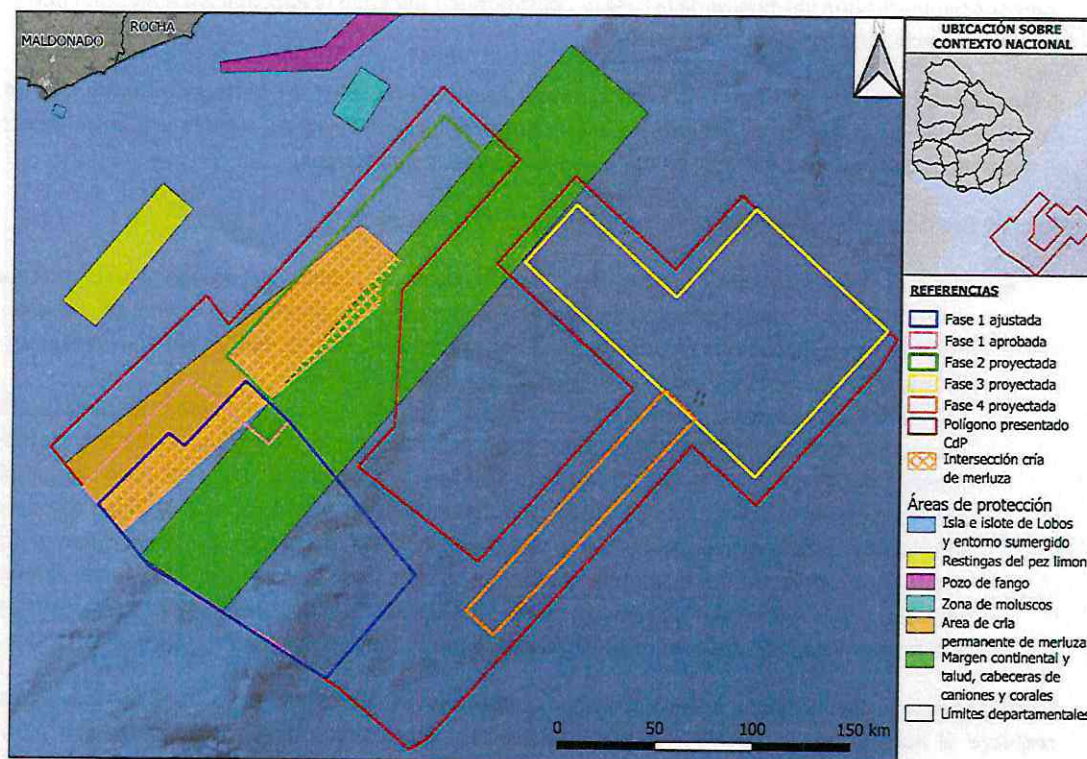 MALDONADO
ROCHA
N
UBICACIÓN SOBRE
CONTEXTO NACIONAL
REFERENCIAS
Fase 1 ajustada
Fase 1 aprobada
Fase 2 proyectada
Fase 3 proyectada
Fase 4 proyectada
Polígono presentado
CdP
Intersección cría
de merluza
Áreas de protección
Isla e islote de Lobos
y entorno sumergido
Restingas del pez limon
Pozo de fango
Zona de moluscos
Area de cría
permanente de merluza
Margen continental y
talud, cabeceras de
caniones y corales
Límites departamentales
0 50 100 150 km